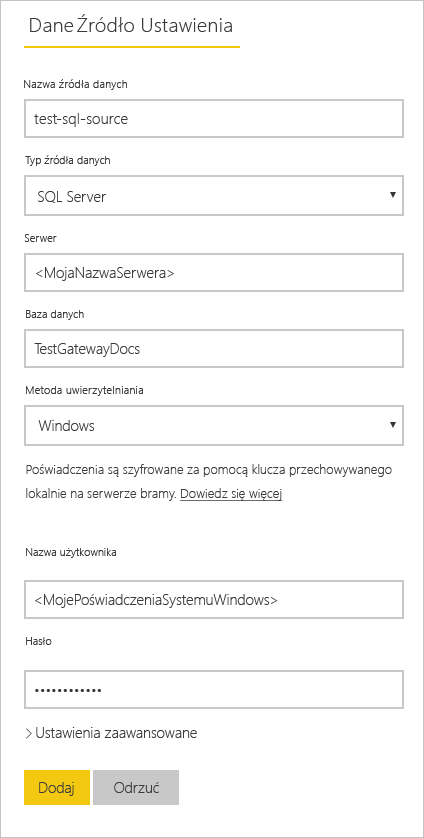 Dane Źródło Ustawienia
Nazwa źródła danych
test-sql-source
Typ źródła danych
SQL Server
Serwer
<MojaNazwaSerwera>
Baza danych
TestGatewayDocs
Metoda uwierzytelniania
Windows
Poświadczenia są szyfrowane za pomocą klucza przechowywanego
lokalnie na serwerze bramy. Dowiedz się więcej
Nazwa użytkownika
<MojePoświadczeniaSystemuWindows>
Hasło
••••••••••••
> Ustawienia zaawansowane
Dodaj Odrzuć